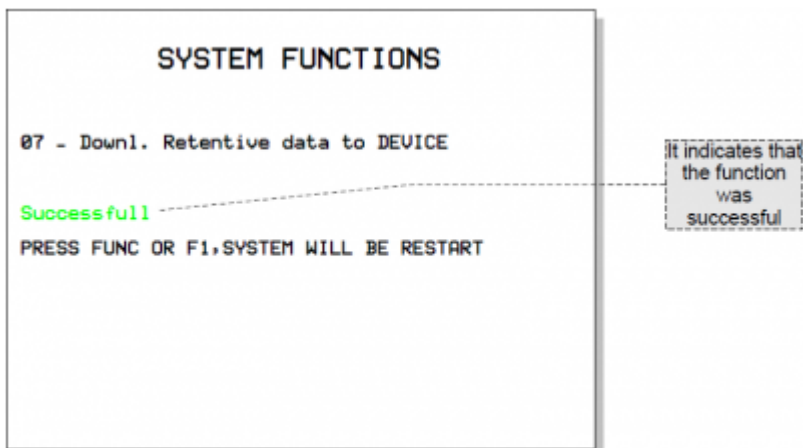 SYSTEM FUNCTIONS
07 - Downl. Retentive data to DEVICE
Successfull
PRESS FUNC OR F1,SYSTEM WILL BE RESTART
It indicates that
the function
was
successful